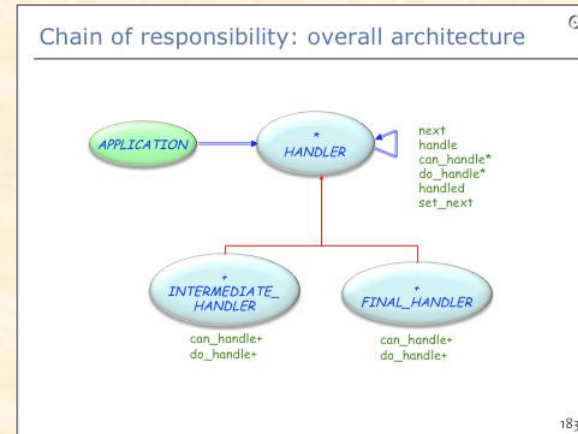 Chain of responsibility: overall architecture
APPLICATION
*
HANDLER
next
handle
can_handle*
do_handle*
handled
set_next
+
INTERMEDIATE_
HANDLER
+
FINAL_HANDLER
can_handle+
do_handle+
can_handle+
do_handle+
183